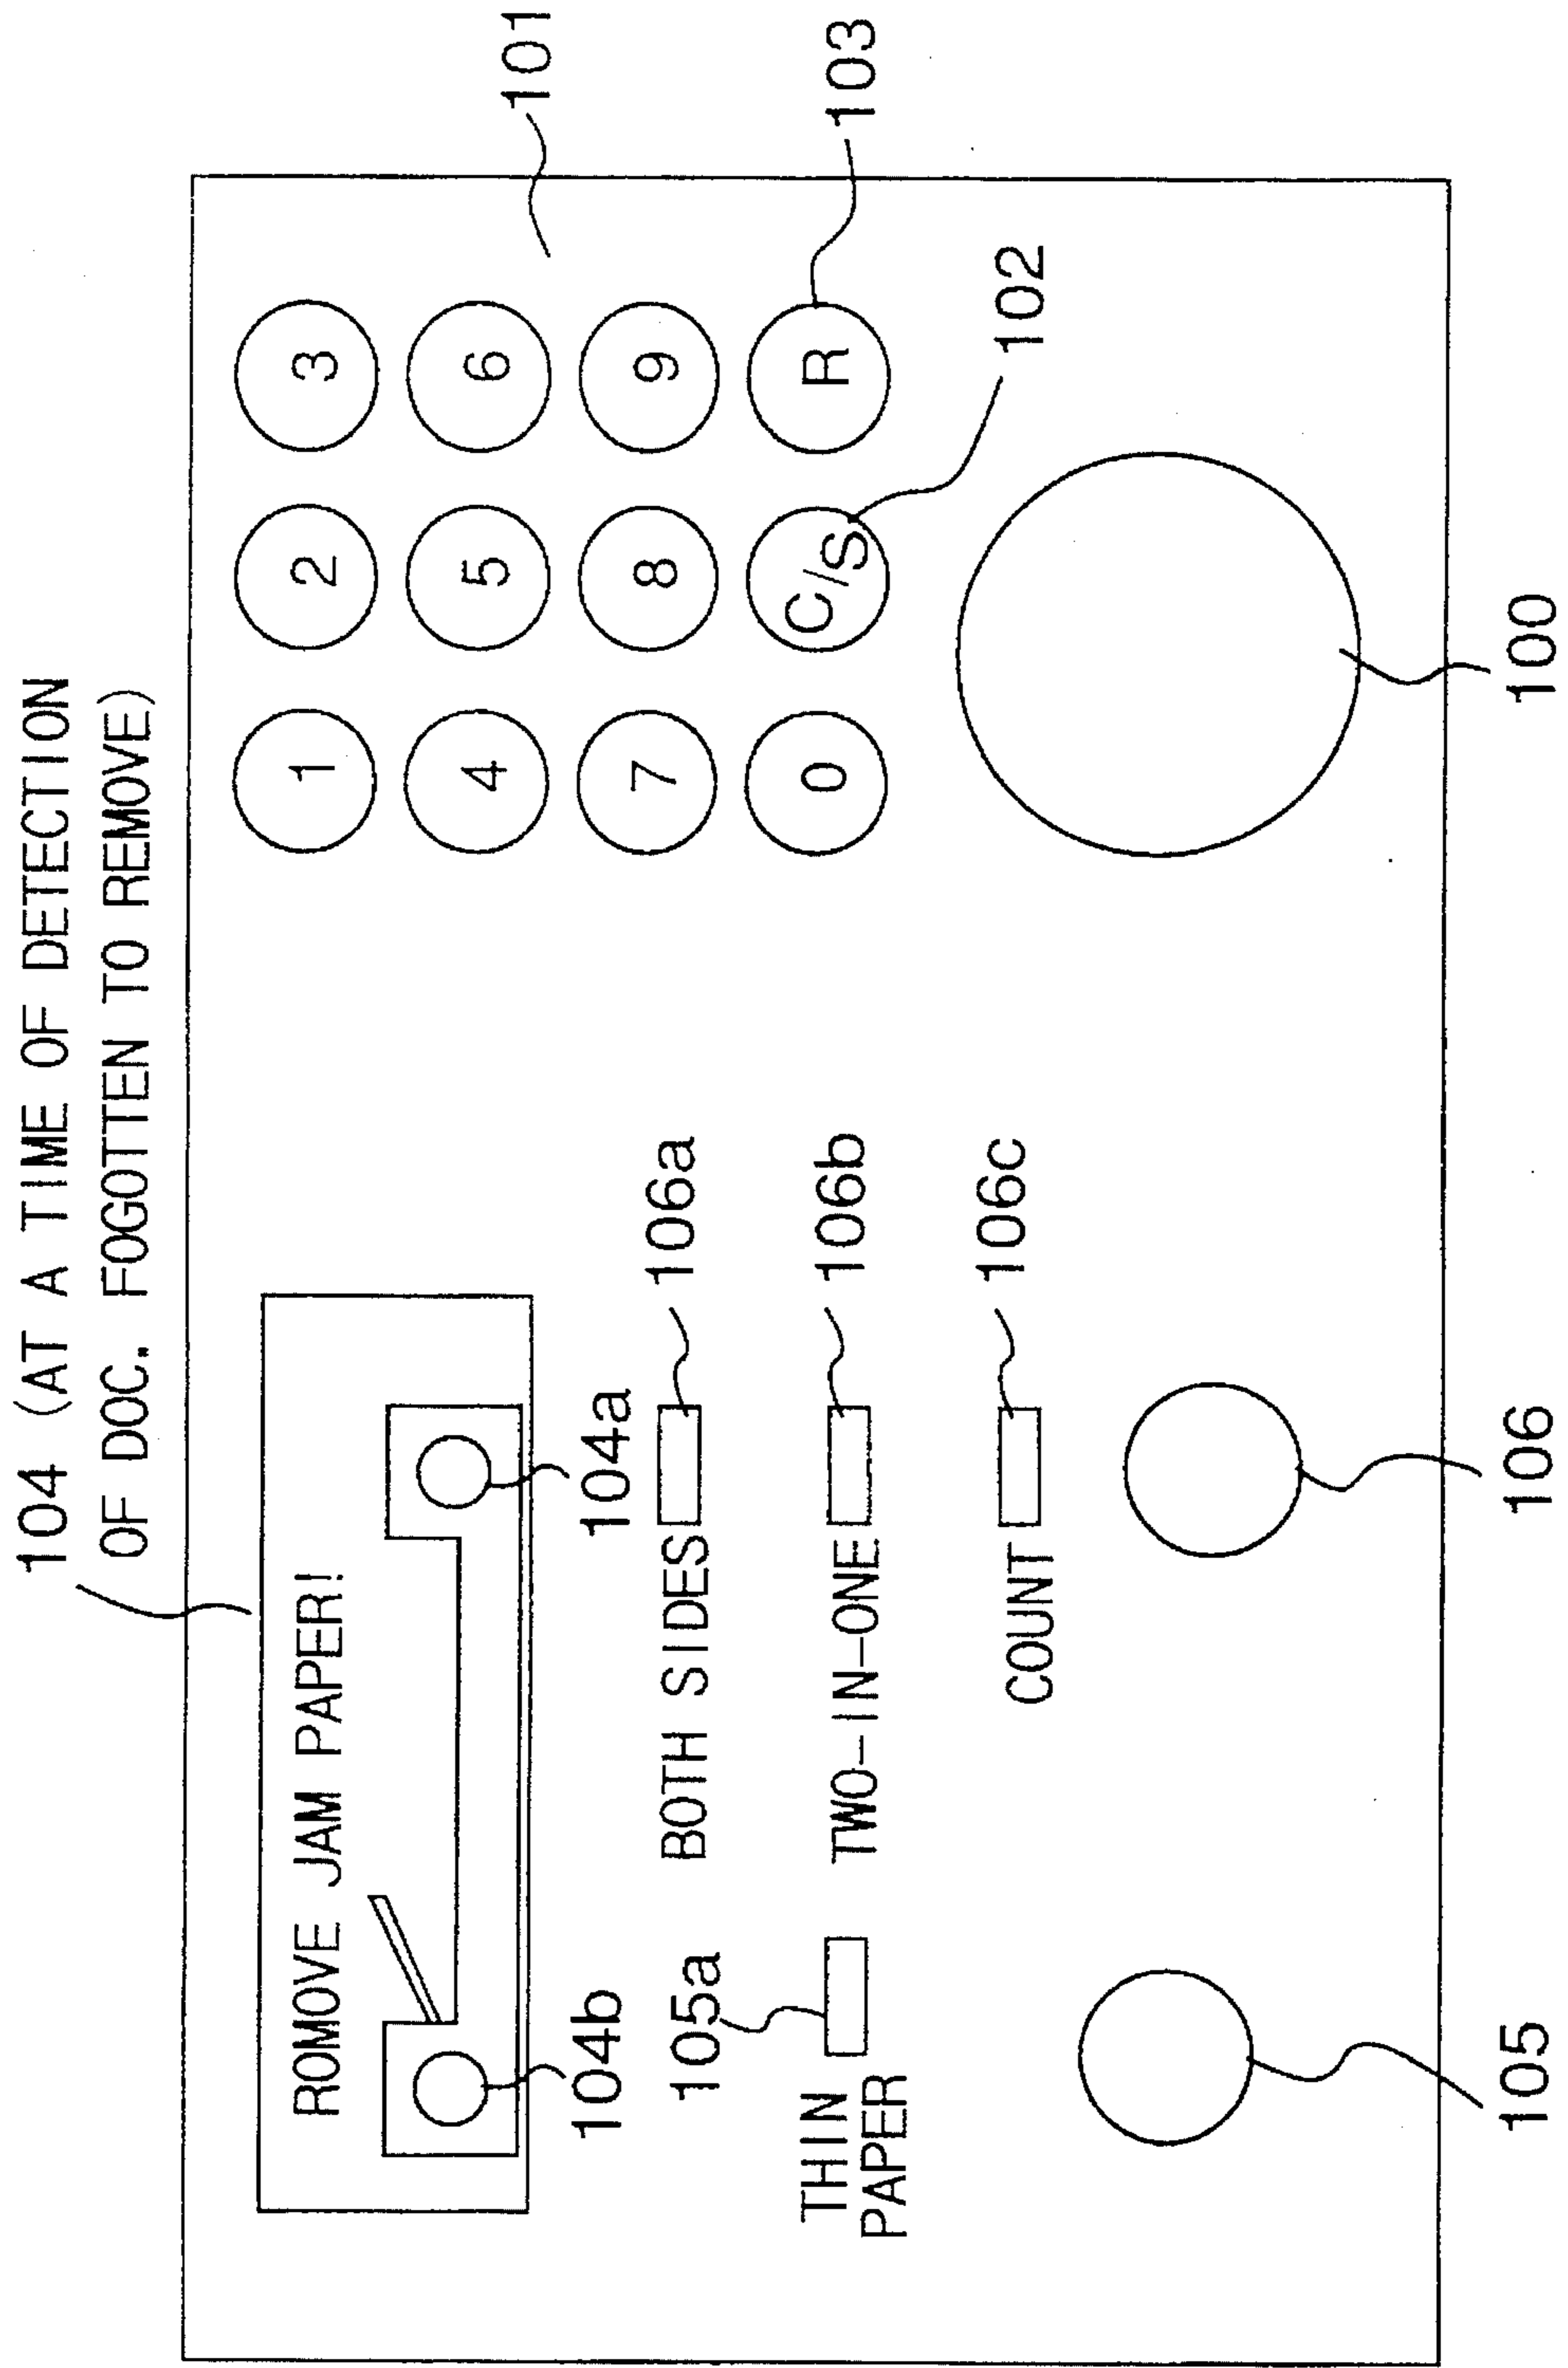 104 (AT A TIME OF DETECTION
OF DOC. FOGOTTEN TO REMOVE)
ROMOVE JAM PAPER!
104b
104a
105a
THIN
PAPER
BOTH SIDES
106a
TWO-IN-ONE
106b
COUNT
106c
1 2 3
4 5 6
7 8 9
0 C/S R
101
103
102
105
106
100